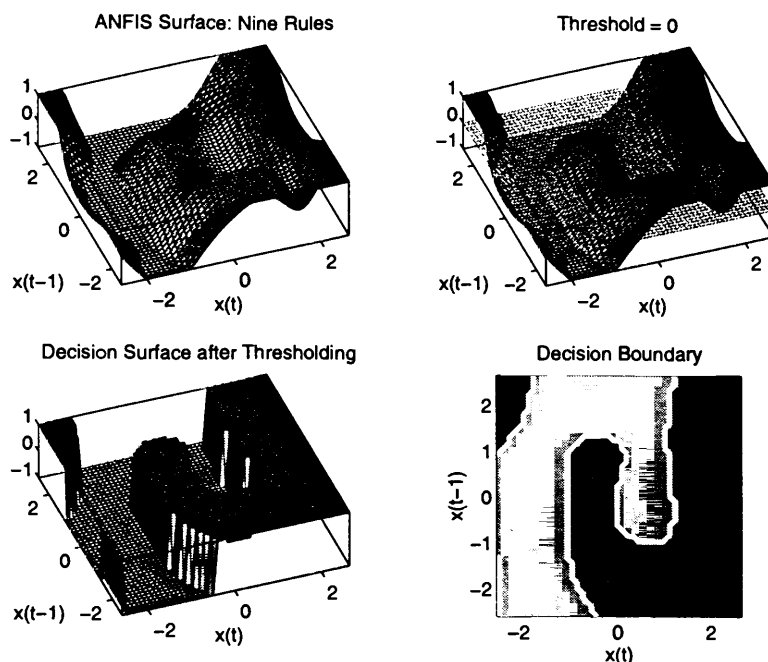 ANFIS Surface: Nine Rules
1
0
−1
2
0
−2
x(t−1)
−2
0
2
x(t)
Threshold = 0
1
0
−1
2
0
−2
x(t−1)
−2
0
2
x(t)
Decision Surface after Thresholding
1
0
−1
2
0
−2
x(t−1)
−2
0
2
x(t)
Decision Boundary
2
1
0
−1
−2
x(t−1)
−2
0
2
x(t)